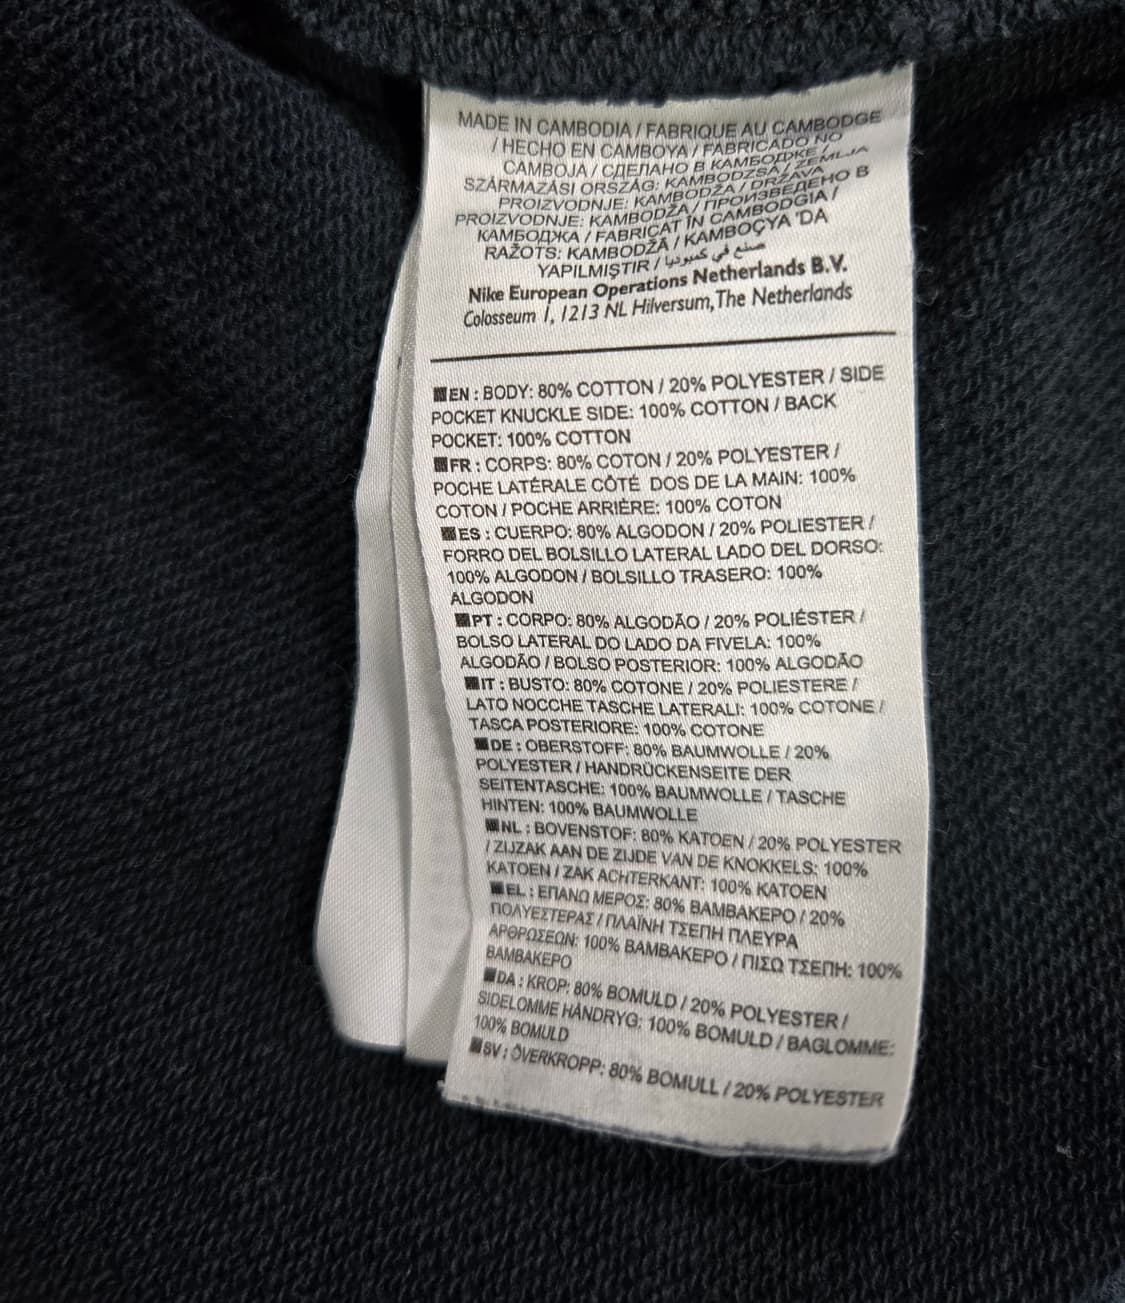 MADE IN CAMBODIA / FABRIQUE AU CAMBODGE
/ HECHO EN CAMBOYA / FABRICADO NO
CAMBOJA / СДЕЛАНО В КАМБОДЖЕ /
SZÁRMAZÁSI ORSZÁG: KAMBODZSA / ZEMLJA
PROIZVODNJE: KAMBODŽA / DRŽAVA
PROIZVODNJE: KAMBODŽA / ПРОИЗВЕДЕНО В
КАМБОДЖА / FABRICAT ÎN CAMBODGIA /
RAŽOTS: KAMBODŽĀ / KAMBOÇYA 'DA
YAPILMIŞTIR / صنع في كمبوديا
Nike European Operations Netherlands B.V.
Colosseum 1, 1213 NL Hilversum, The Netherlands
EN : BODY: 80% COTTON / 20% POLYESTER / SIDE
POCKET KNUCKLE SIDE: 100% COTTON / BACK
POCKET: 100% COTTON
FR : CORPS: 80% COTON / 20% POLYESTER /
POCHE LATÉRALE CÔTÉ DOS DE LA MAIN: 100%
COTON / POCHE ARRIÈRE: 100% COTON
ES : CUERPO: 80% ALGODON / 20% POLIESTER /
FORRO DEL BOLSILLO LATERAL LADO DEL DORSO:
100% ALGODON / BOLSILLO TRASERO: 100%
ALGODON
PT : CORPO: 80% ALGODÃO / 20% POLIÉSTER /
BOLSO LATERAL DO LADO DA FIVELA: 100%
ALGODÃO / BOLSO POSTERIOR: 100% ALGODÃO
IT : BUSTO: 80% COTONE / 20% POLIESTERE /
LATO NOCCHE TASCHE LATERALI: 100% COTONE /
TASCA POSTERIORE: 100% COTONE
DE : OBERSTOFF: 80% BAUMWOLLE / 20%
POLYESTER / HANDRÜCKENSEITE DER
SEITENTASCHE: 100% BAUMWOLLE / TASCHE
HINTEN: 100% BAUMWOLLE
NL : BOVENSTOF: 80% KATOEN / 20% POLYESTER
/ ZIJZAK AAN DE ZIJDE VAN DE KNOKKELS: 100%
KATOEN / ZAK ACHTERKANT: 100% KATOEN
EL : ΕΠΑΝΩ ΜΕΡΟΣ: 80% ΒΑΜΒΑΚΕΡΟ / 20%
ΠΟΛΥΕΣΤΕΡΑΣ / ΠΛΑΪΝΗ ΤΣΕΠΗ ΠΛΕΥΡΑ
ΑΡΘΡΩΣΕΩΝ: 100% ΒΑΜΒΑΚΕΡΟ / ΠΙΣΩ ΤΣΕΠΗ: 100%
ΒΑΜΒΑΚΕΡΟ
DA : KROP: 80% BOMULD / 20% POLYESTER /
SIDELOMME HÅNDRYG: 100% BOMULD / BAGLOMME:
100% BOMULD
SV : ÖVERKROPP: 80% BOMULL / 20% POLYESTER